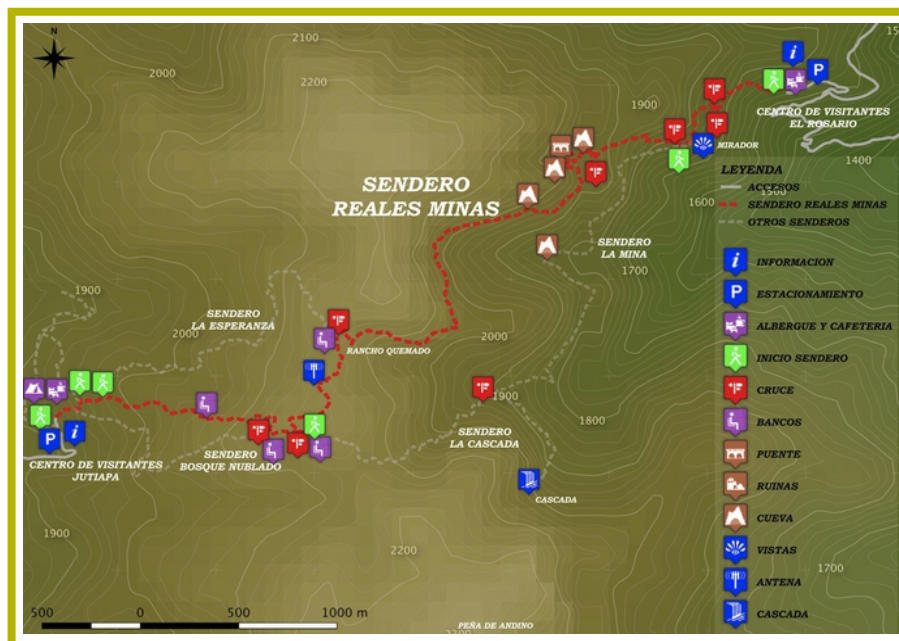 N
2100
2000
2200
1900
CENTRO DE VISITANTES
EL ROSARIO
MIRADOR
1400
LEYENDA
1500
ACCESOS
SENDERO REALES MINAS
OTROS SENDEROS
1600
SENDERO
REALES MINAS
SENDERO
LA MINA
1700
INFORMACION
ESTACIONAMIENTO
ALBERGUE Y CAFETERIA
INICIO SENDERO
CRUCE
BANCOS
PUENTE
RUINAS
CUEVA
VISTAS
ANTENA
CASCADA
1900
SENDERO
LA ESPERANZA
2000
RANCHO QUEMADO
2000
1900
1800
SENDERO
LA CASCADA
SENDERO
BOSQUE NUBLADO
CENTRO DE VISITANTES
JUTIAPA
CASCADA
1900
2200
1700
500 0 500 1000 m
PEÑA DE ANDINO